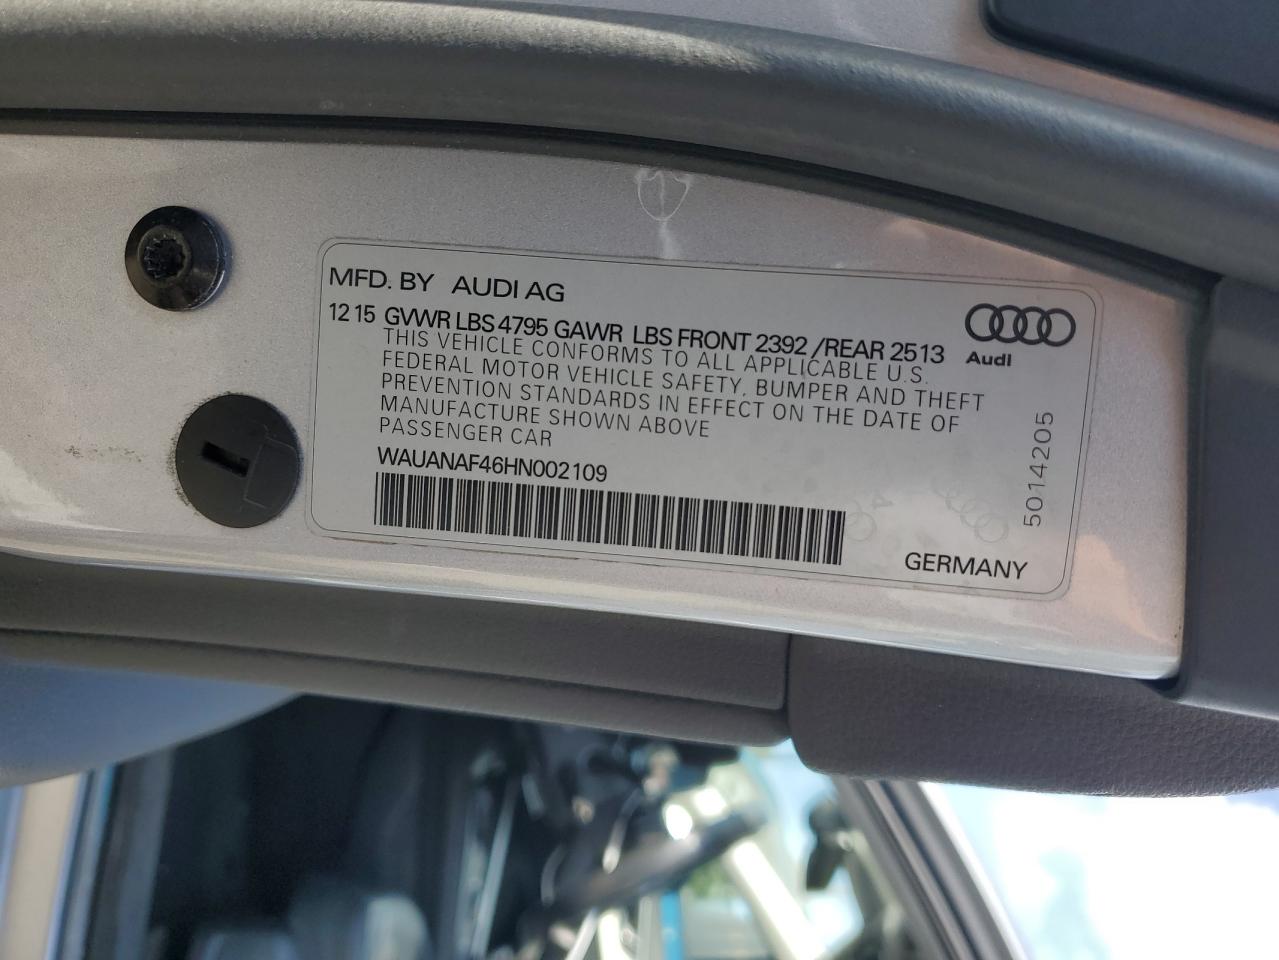 MFD. BY AUDI AG
12 15 GVWR LBS 4795 GAWR LBS FRONT 2392 /REAR 2513
THIS VEHICLE CONFORMS TO ALL APPLICABLE U.S.
FEDERAL MOTOR VEHICLE SAFETY, BUMPER AND THEFT
PREVENTION STANDARDS IN EFFECT ON THE DATE OF
MANUFACTURE SHOWN ABOVE
PASSENGER CAR
WAUANAF46HN002109
Audi
5014205
GERMANY